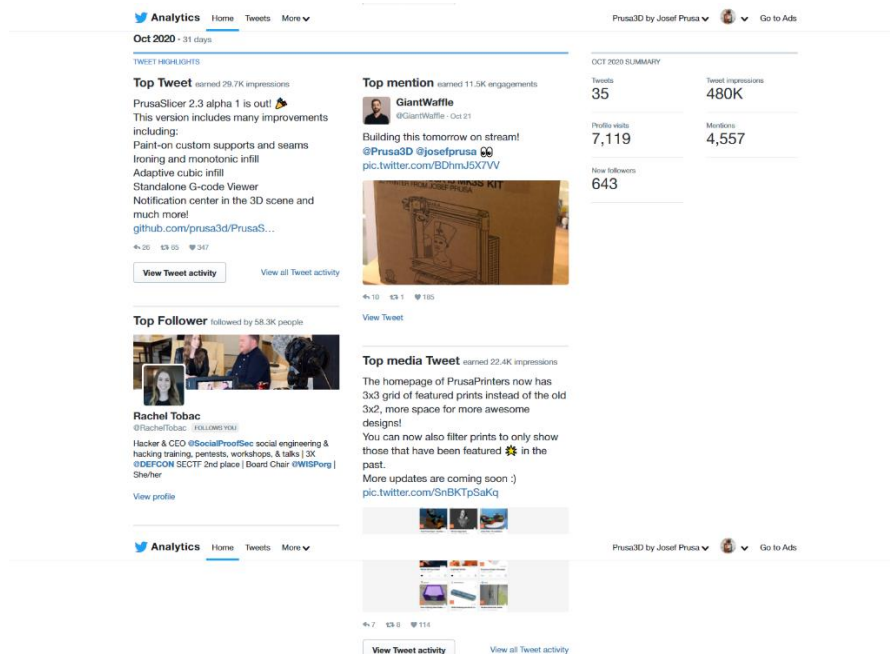 Analytics Home Tweets More
Prusa3D by Josef Prusa Go to Ads
Oct 2020 • 31 days
TWEET HIGHLIGHTS
Top Tweet earned 29.7K impressions
PrusaSlicer 2.3 alpha 1 is out!
This version includes many improvements
including:
Paint-on custom supports and seams
Ironing and monotonic infill
Adaptive cubic infill
Standalone G-code Viewer
Notification center in the 3D scene and
much more!
github.com/prusa3d/PrusaS…
26 65 347
View Tweet activity View all Tweet activity
Top Follower followed by 58.3K people
Rachel Tobac
@RachelTobac FOLLOWS YOU
Hacker & CEO @SocialProofSec social engineering &
hacking training, pentests, workshops, & talks | 3X
@DEFCON SECTF 2nd place | Board Chair @WISPorg |
She/her
View profile
Top mention earned 11.5K engagements
GiantWaffle
@GiantWaffle · Oct 21
Building this tomorrow on stream!
@Prusa3D @josefprusa
pic.twitter.com/BDhmJ5X7VV
PRINTER FROM JOSEF PRUSA MK3S KIT
10 1 185
View Tweet
Top media Tweet earned 22.4K impressions
The homepage of PrusaPrinters now has
3x3 grid of featured prints instead of the old
3x2, more space for more awesome
designs!
You can now also filter prints to only show
those that have been featured in the
past.
More updates are coming soon :)
pic.twitter.com/SnBKTpSaKq
OCT 2020 SUMMARY
Tweets
35
Tweet impressions
480K
Profile visits
7,119
Mentions
4,557
New followers
643
Analytics Home Tweets More
Prusa3D by Josef Prusa Go to Ads
7 8 114
View Tweet activity View all Tweet activity